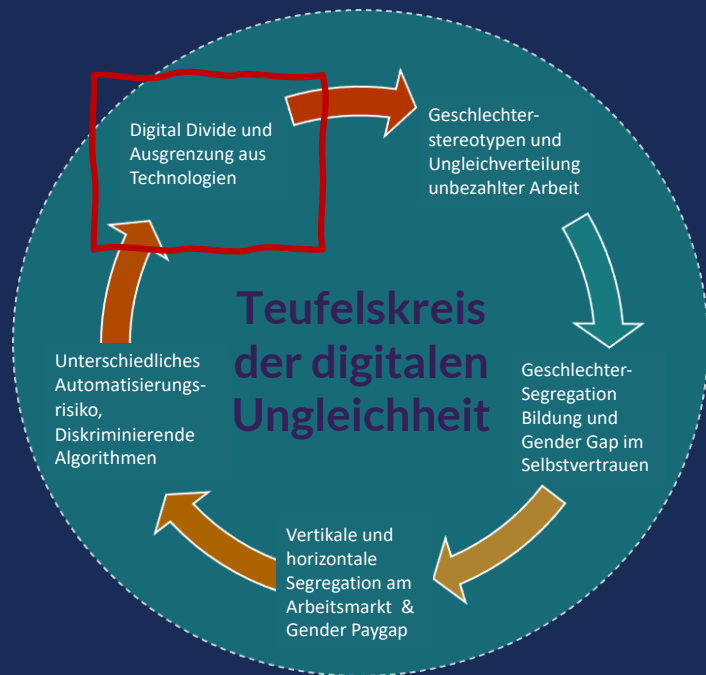 Digital Divide und
Ausgrenzung aus
Technologien
Geschlechter-
stereotypen und
Ungleichverteilung
unbezahlter Arbeit
Teufelskreis
der digitalen
Ungleichheit
Geschlechter-
Segregation
Bildung und
Gender Gap im
Selbstvertrauen
Vertikale und
horizontale
Segregation am
Arbeitsmarkt &
Gender Paygap
Unterschiedliches
Automatisierungs-
risiko,
Diskriminierende
Algorithmen